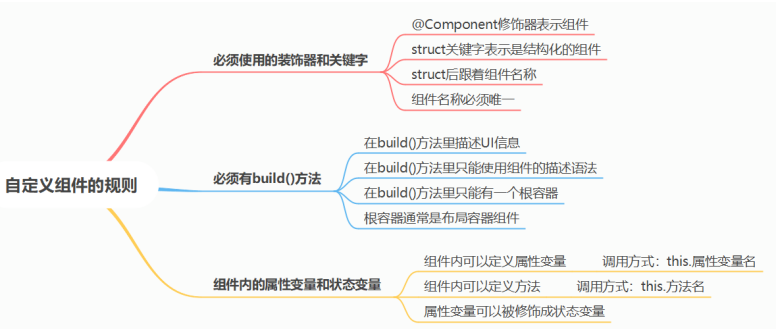 自定义组件的规则
必须使用的装饰器和关键字
@Component修饰器表示组件
struct关键字表示是结构化的组件
struct后跟着组件名称
组件名称必须唯一
必须有build()方法
在build()方法里描述UI信息
在build()方法里只能使用组件的描述语法
在build()方法里只能有一个根容器
根容器通常是布局容器组件
组件内的属性变量和状态变量
组件内可以定义属性变量 调用方式：this.属性变量名
组件内可以定义方法 调用方式：this.方法名
属性变量可以被修饰成状态变量